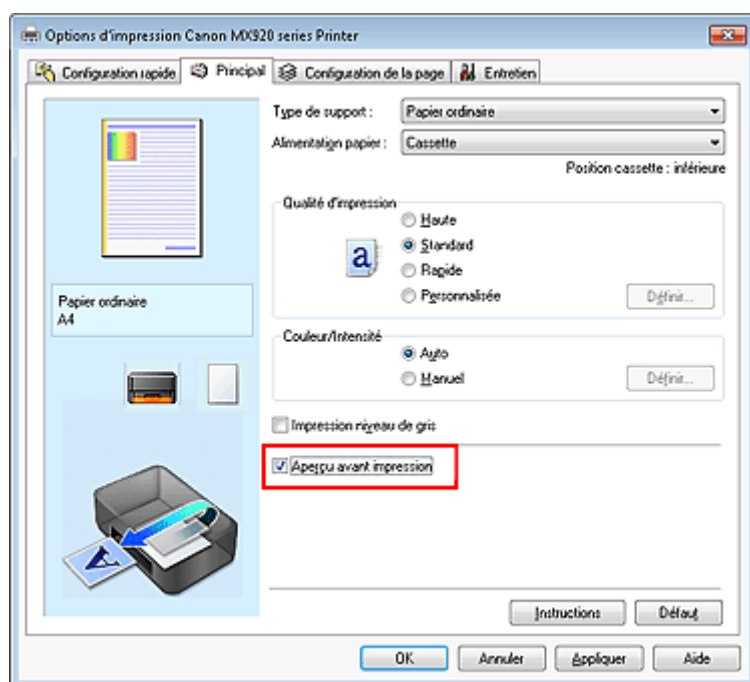 Options d'impression Canon MX920 series Printer
Configuration rapide Principal Configuration de la page Entretien
Type de support : Papier ordinaire
Alimentation papier : Cassette
Position cassette : inférieure
Qualité d'impression
Haute
a Standard
Rapide
Personnalisée Définir...
Papier ordinaire
A4
Couleur/Intensité
Auto
Manuel Définir...
Impression niveau de gris
Aperçu avant impression
A
Instructions Défaut
OK Annuler Appliquer Aide